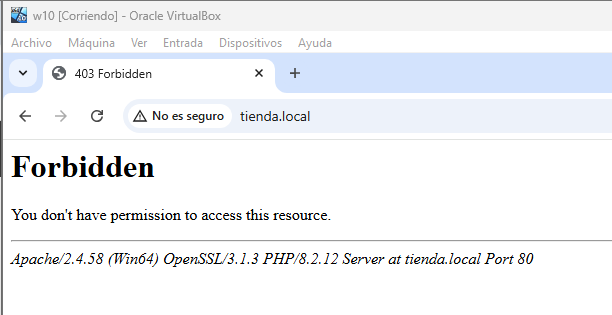 w10 [Corriendo] - Oracle VirtualBox
Archivo Máquina Ver Entrada Dispositivos Ayuda
403 Forbidden
No es seguro tienda.local
Forbidden
You don't have permission to access this resource.
Apache/2.4.58 (Win64) OpenSSL/3.1.3 PHP/8.2.12 Server at tienda.local Port 80